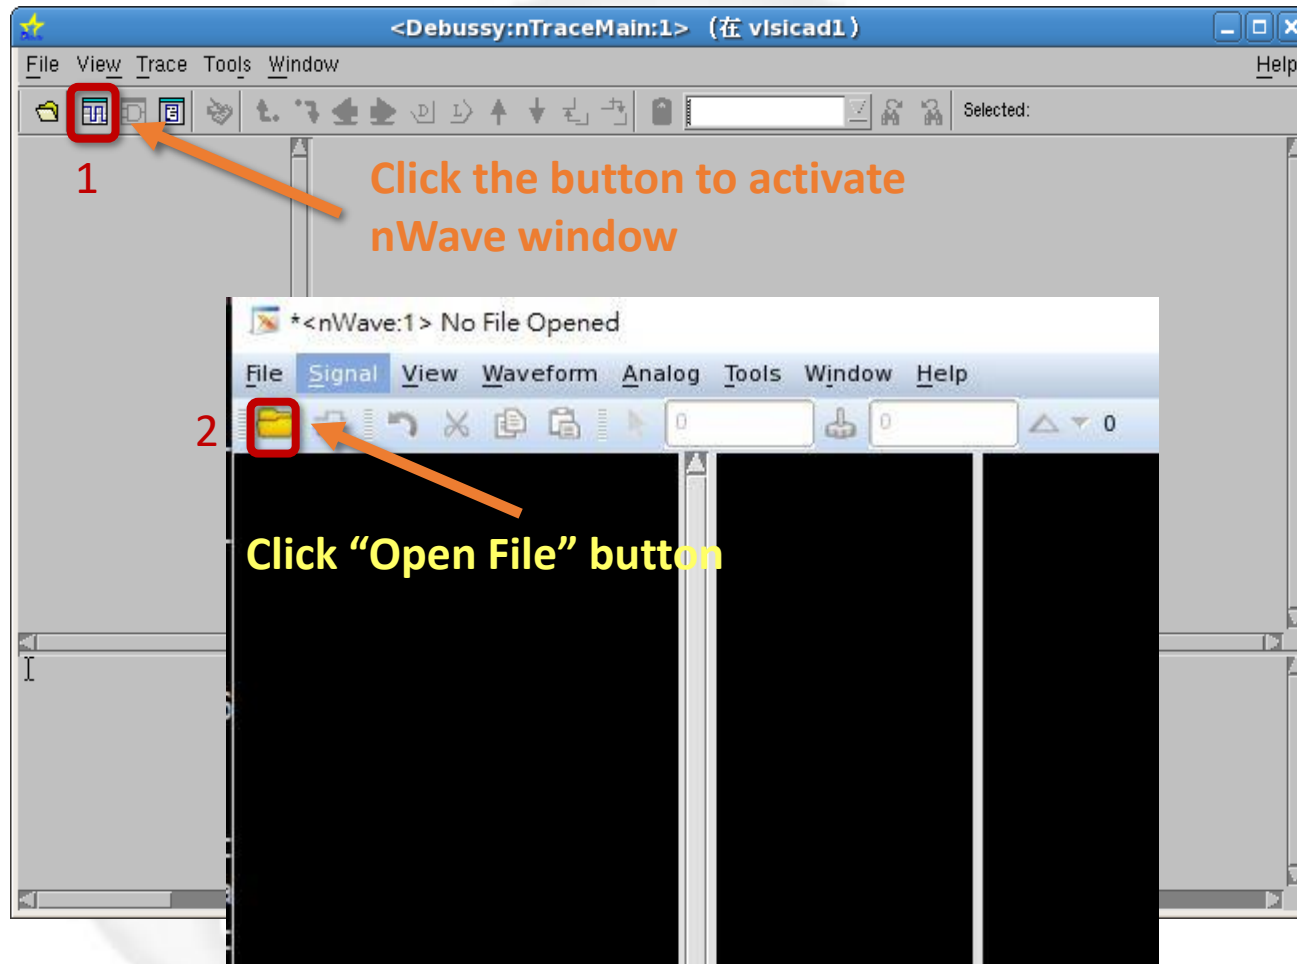 <Debussy:nTraceMain:1> (在 vlsicad1)
File View Trace Tools Window Help
Selected:
1
Click the button to activate
nWave window
*<nWave:1> No File Opened
File Signal View Waveform Analog Tools Window Help
2
0 0 0
Click “Open File” button